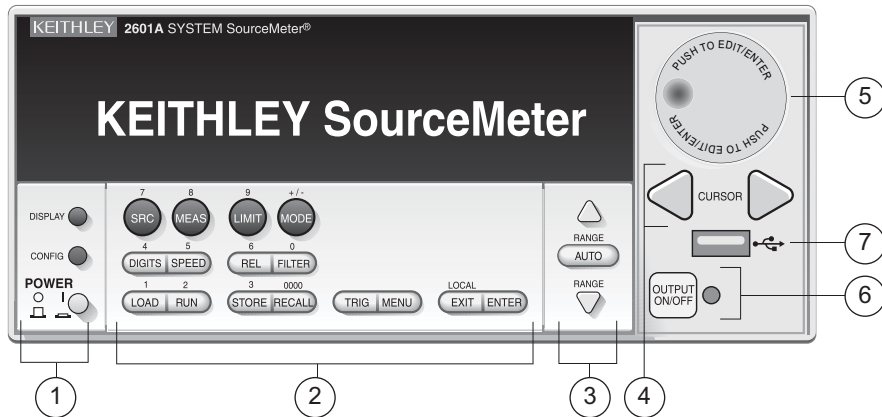 KEITHLEY 2601A SYSTEM SourceMeter®
KEITHLEY SourceMeter
PUSH TO EDIT/ENTER
PUSH TO EDIT/ENTER
5
CURSOR
7
OUTPUT
ON/OFF
6
DISPLAY
CONFIG
POWER
7 8 9 +/-
SRC MEAS LIMIT MODE
4 5 6 0
DIGITS SPEED REL FILTER
1 2 3 0000 LOCAL
LOAD RUN STORE RECALL TRIG MENU EXIT ENTER
RANGE
AUTO
RANGE
1 2 3 4